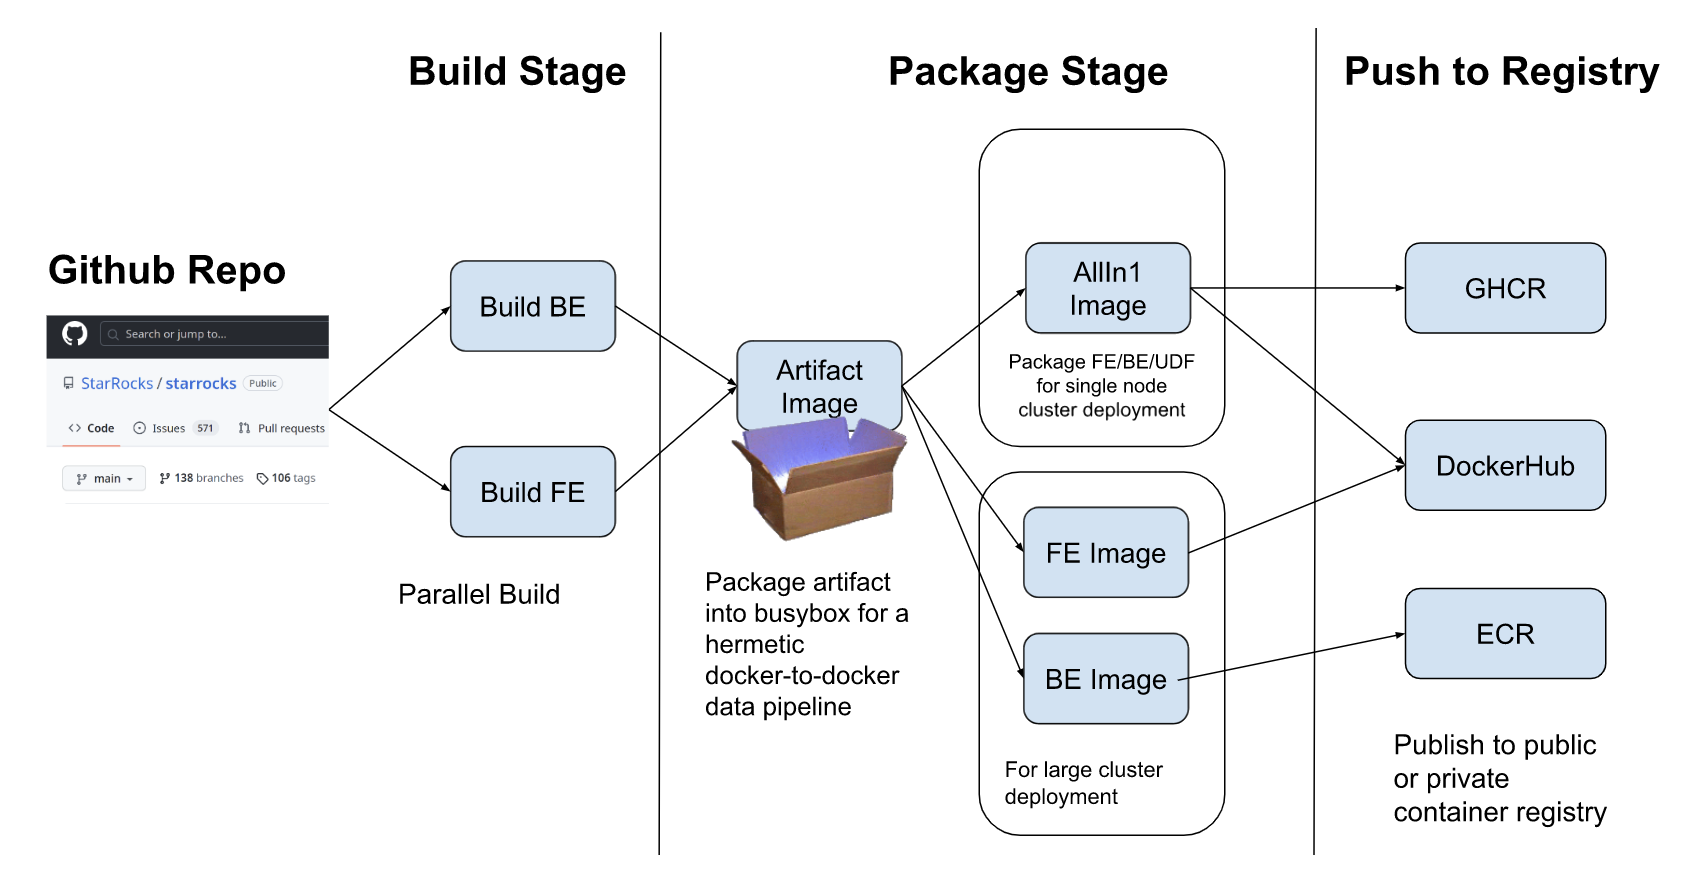 Build Stage
Package Stage
Push to Registry
Github Repo
Search or jump to...
StarRocks / starrocks Public
Code Issues 571 Pull requests
main 138 branches 106 tags
Build BE
Build FE
Parallel Build
Artifact
Image
Package artifact
into busybox for a
hermetic
docker-to-docker
data pipeline
AllIn1
Image
Package FE/BE/UDF
for single node
cluster deployment
FE Image
BE Image
For large cluster
deployment
GHCR
DockerHub
ECR
Publish to public
or private
container registry